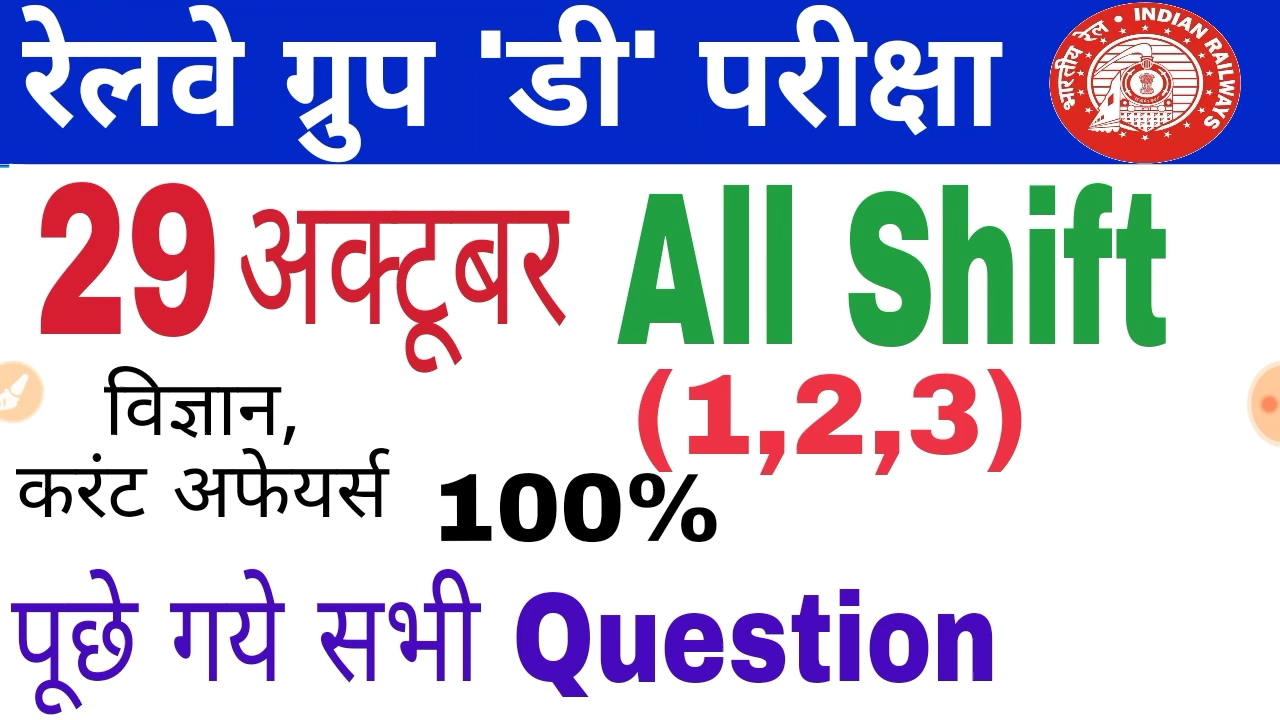 रेलवे ग्रुप 'डी' परीक्षा
भारतीय रेल • INDIAN RAILWAYS
29 अक्टूबर All Shift
(1,2,3)
विज्ञान,
करंट अफेयर्स 100%
पूछे गये सभी Question